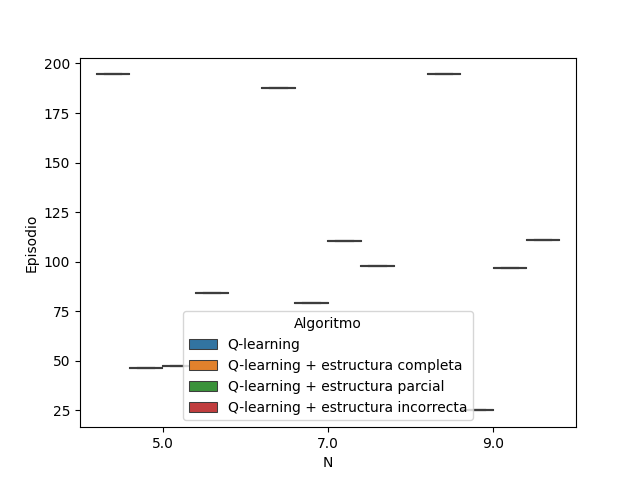 200
175
150
125
100
75
50
25
Episodio
Algoritmo
Q-learning
Q-learning + estructura completa
Q-learning + estructura parcial
Q-learning + estructura incorrecta
5.0
7.0
9.0
N